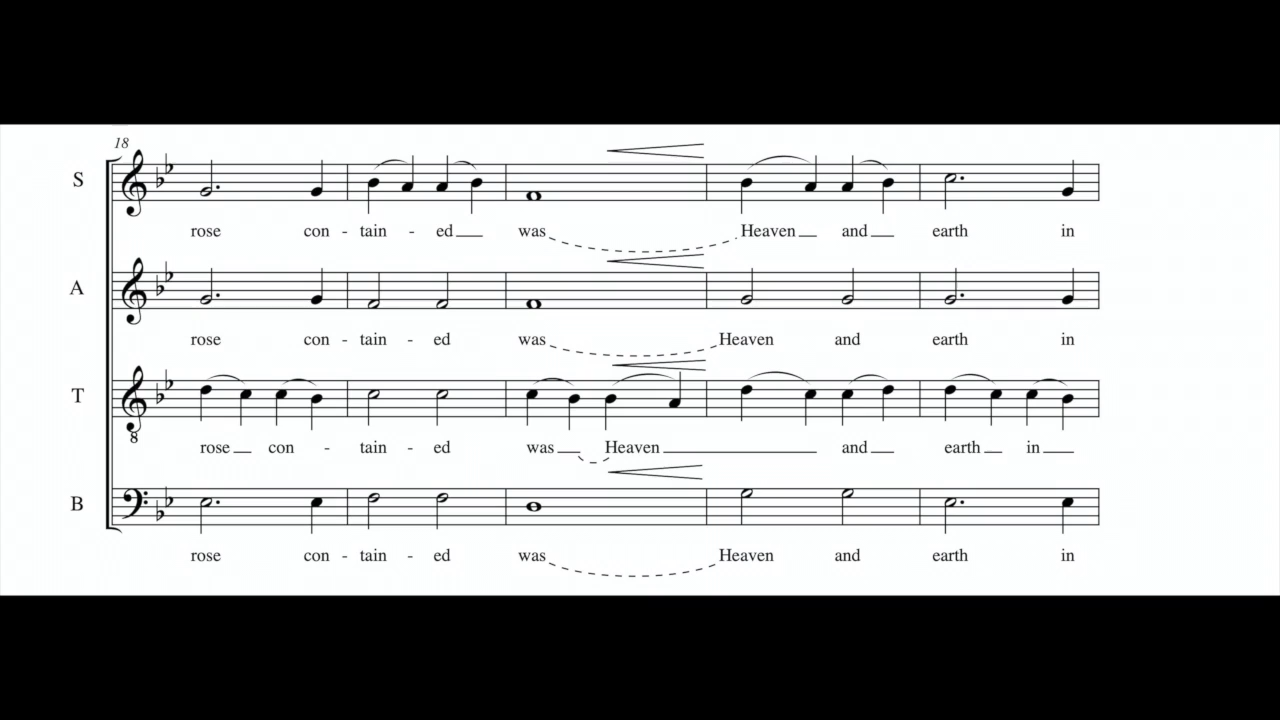 18
S
rose con - tain - ed was Heaven and earth in
A
rose con - tain - ed was Heaven and earth in
T
8
rose con - tain - ed was Heaven and earth in
B
rose con - tain - ed was Heaven and earth in